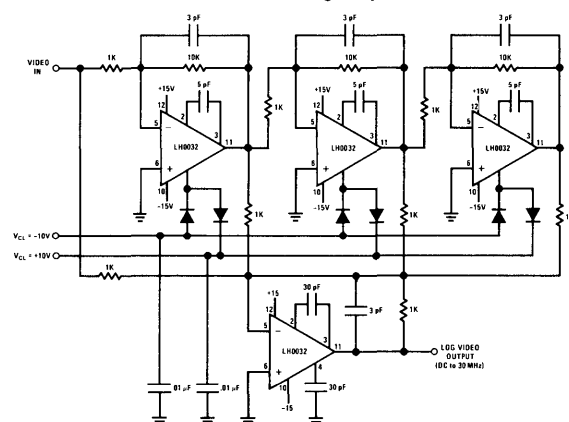 3 pF
3 pF
3 pF
VIDEO IN
1K
10K
10K
10K
1K
1K
+15V
5 pF
+15V
5 pF
+15V
5 pF
12
2
3
12
2
3
12
2
3
5
−
11
5
−
11
5
−
11
LH0032
LH0032
LH0032
6
+
6
+
6
+
10
−15V
10
−15V
10
−15V
1K
1K
1
V_CL = −10V
V_CL = +10V
1K
+15
30 pF
3 pF
1K
12
2
3
5
−
11
LH0032
LOG VIDEO OUTPUT
(DC to 30 MHz)
6
+
4
10
−15
30 pF
.01 μF
.01 μF